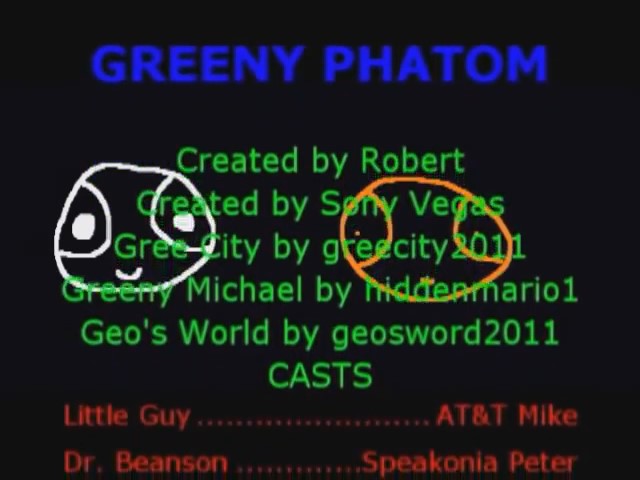 GREENY PHATOM
Created by Robert
Created by Sony Vegas
Gree City by greecity2011
Greeny Michael by hiddenmario1
Geo's World by geosword2011
CASTS
Little Guy ........................ AT&T Mike
Dr. Beanson .............Speakonia Peter